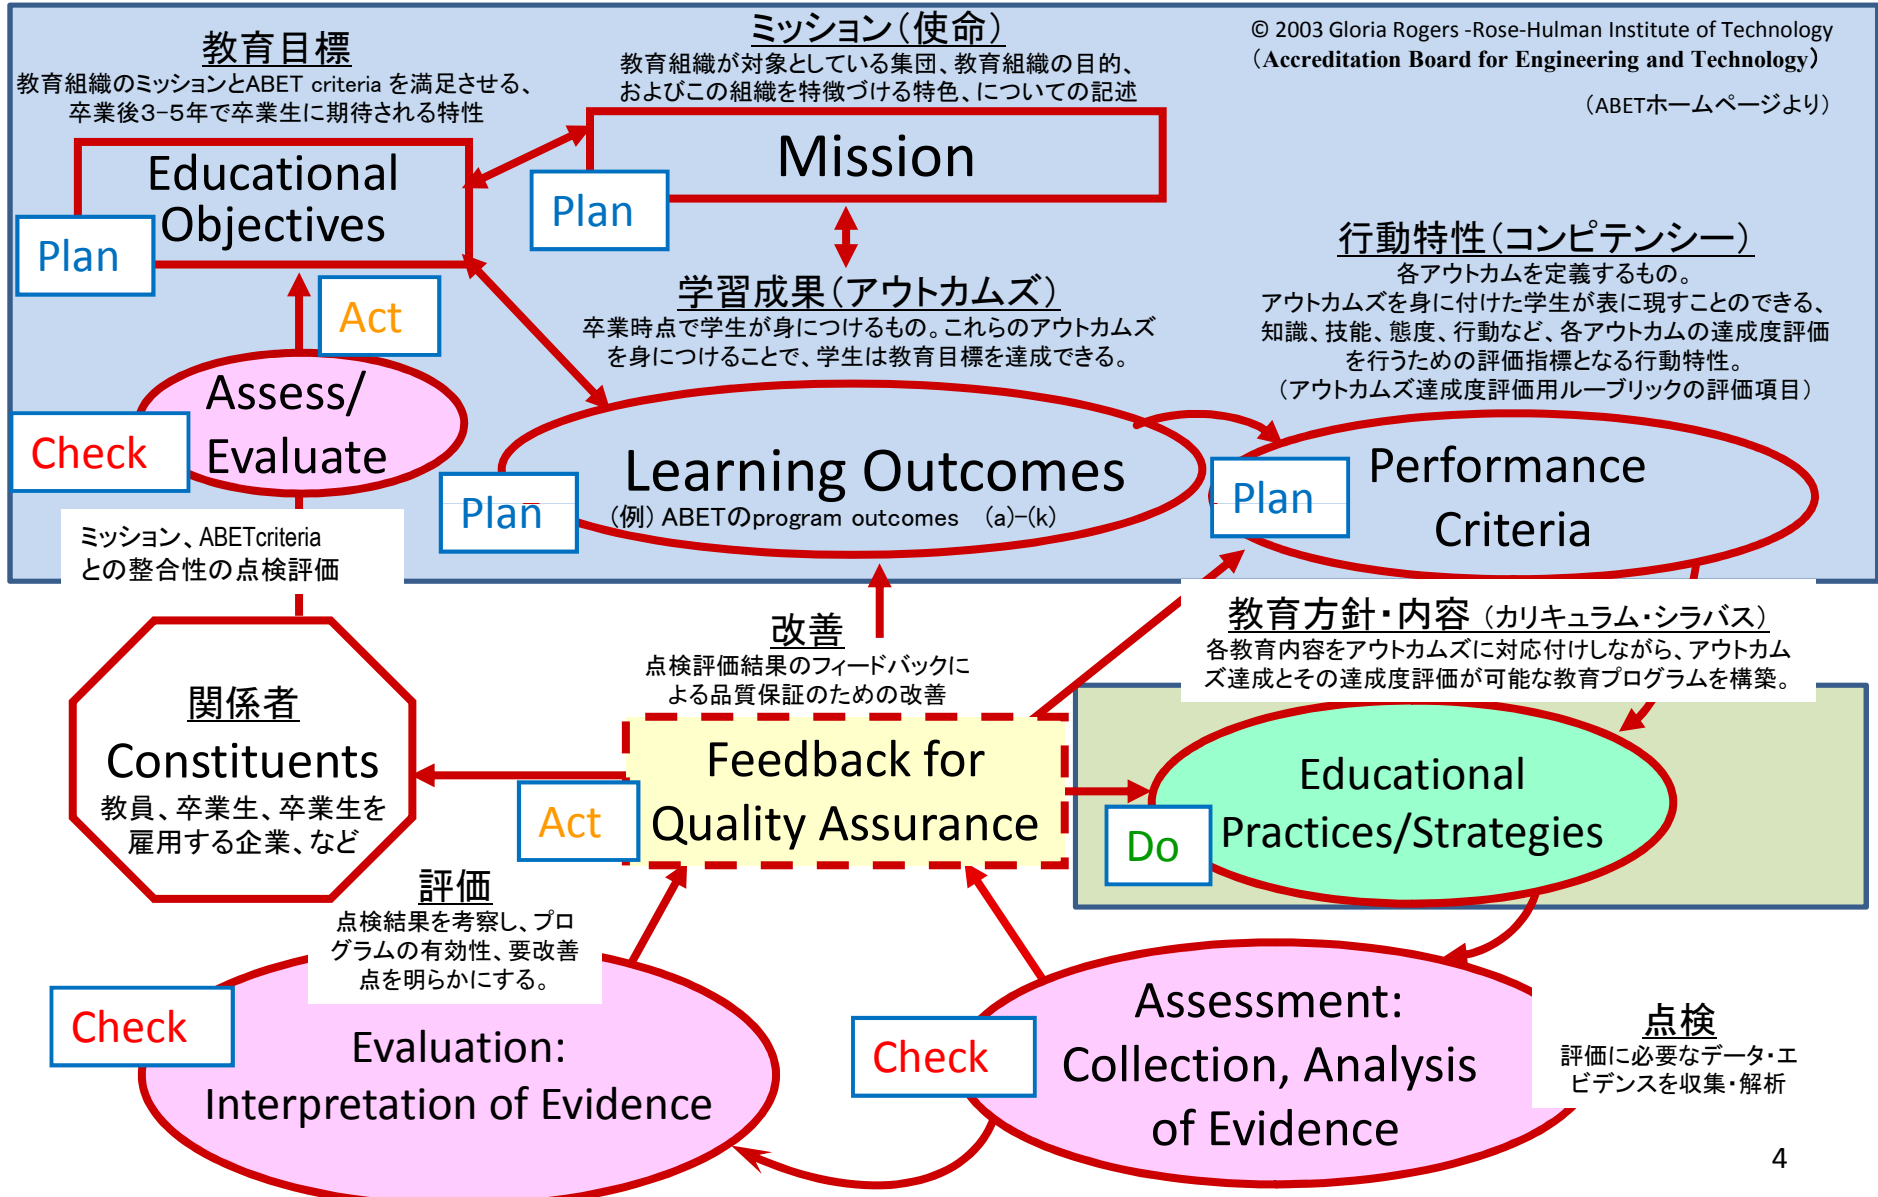 教育目標
教育組織のミッションとABET criteria を満足させる、
卒業後3-5年で卒業生に期待される特性
Educational
Objectives
Plan
ミッション(使命)
教育組織が対象としている集団、教育組織の目的、
およびこの組織を特徴づける特色、についての記述
Mission
Plan
© 2003 Gloria Rogers -Rose-Hulman Institute of Technology
(Accreditation Board for Engineering and Technology)
(ABETホームページより)
Act
Assess/
Evaluate
Check
学習成果(アウトカムズ)
卒業時点で学生が身につけるもの。これらのアウトカムズ
を身につけることで、学生は教育目標を達成できる。
Learning Outcomes
(例) ABETのprogram outcomes (a)-(k)
Plan
行動特性(コンピテンシー)
各アウトカムを定義するもの。
アウトカムズを身に付けた学生が表に現すことのできる、
知識、技能、態度、行動など、各アウトカムの達成度評価
を行うための評価指標となる行動特性。
(アウトカムズ達成度評価用ルーブリックの評価項目)
Performance
Criteria
Plan
ミッション、ABETcriteria
との整合性の点検評価
関係者
Constituents
教員、卒業生、卒業生を
雇用する企業、など
改善
点検評価結果のフィードバックに
よる品質保証のための改善
Feedback for
Quality Assurance
Act
教育方針・内容 (カリキュラム・シラバス)
各教育内容をアウトカムズに対応付けしながら、アウトカム
ズ達成とその達成度評価が可能な教育プログラムを構築。
Educational
Practices/Strategies
Do
評価
点検結果を考察し、プロ
グラムの有効性、要改善
点を明らかにする。
Check
Evaluation:
Interpretation of Evidence
Assessment:
Collection, Analysis
of Evidence
Check
点検
評価に必要なデータ・エ
ビデンスを収集・解析
4